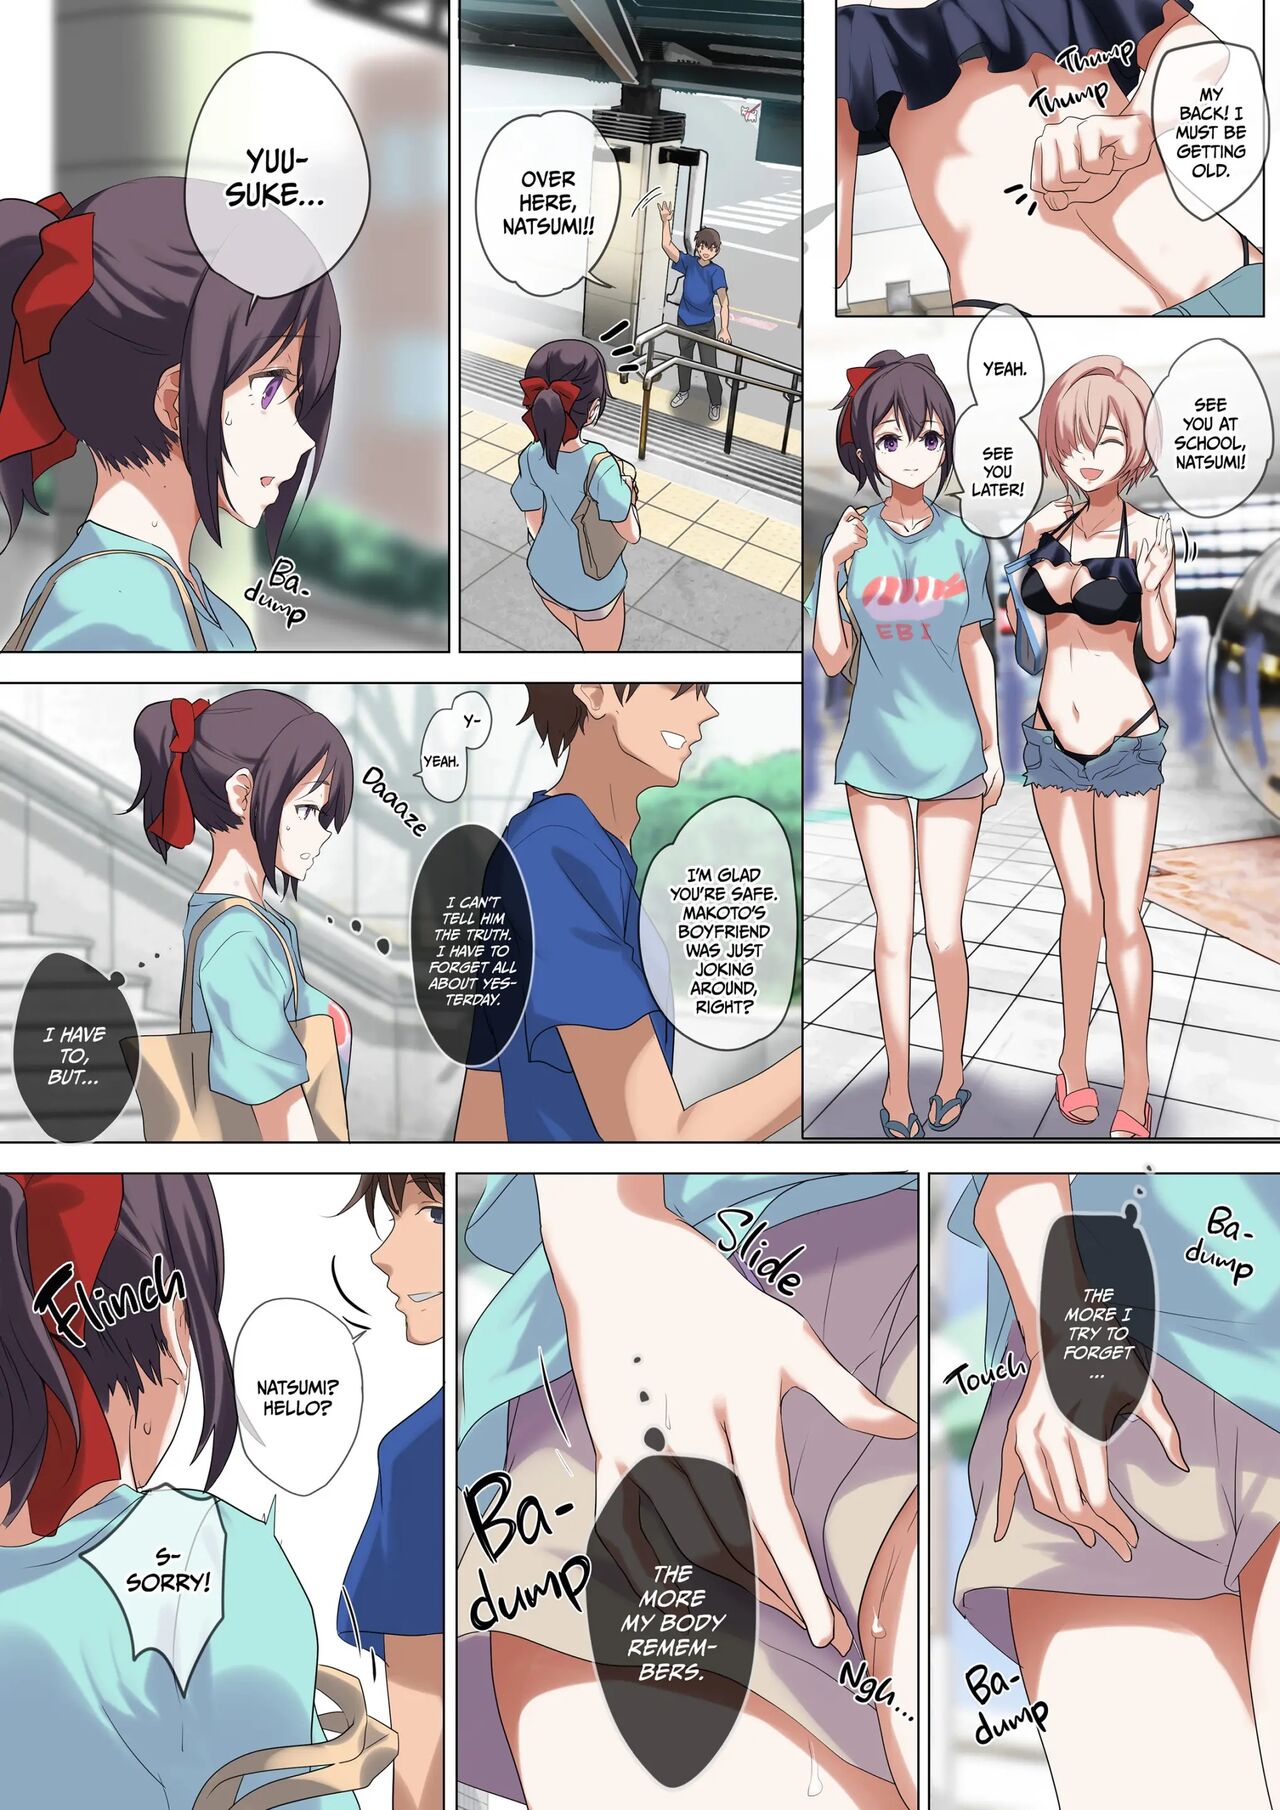 MY
BACK! I
MUST BE
GETTING
OLD.
Thump
Thump
SEE
YOU AT
SCHOOL,
NATSUMI!
YEAH.
SEE
YOU
LATER!
EBI
OVER
HERE,
NATSUMI!!
YUU-
SUKE...
Ba-
dump
I'M GLAD
YOU'RE SAFE.
MAKOTO'S
BOYFRIEND
WAS JUST
JOKING
AROUND,
RIGHT?
Y-
YEAH.
Daaaze
I CAN'T
TELL HIM
THE TRUTH.
I HAVE TO
FORGET ALL
ABOUT YES-
TERDAY.
I HAVE
TO,
BUT...
Ba-
dump
THE
MORE I
TRY TO
FORGET
...
Touch
Ba-
dump
Slide
Ba-
dump
THE
MORE
MY BODY
REMEM-
BERS.
Ngh...
NATSUMI?
HELLO?
Flinch
S-
SORRY!